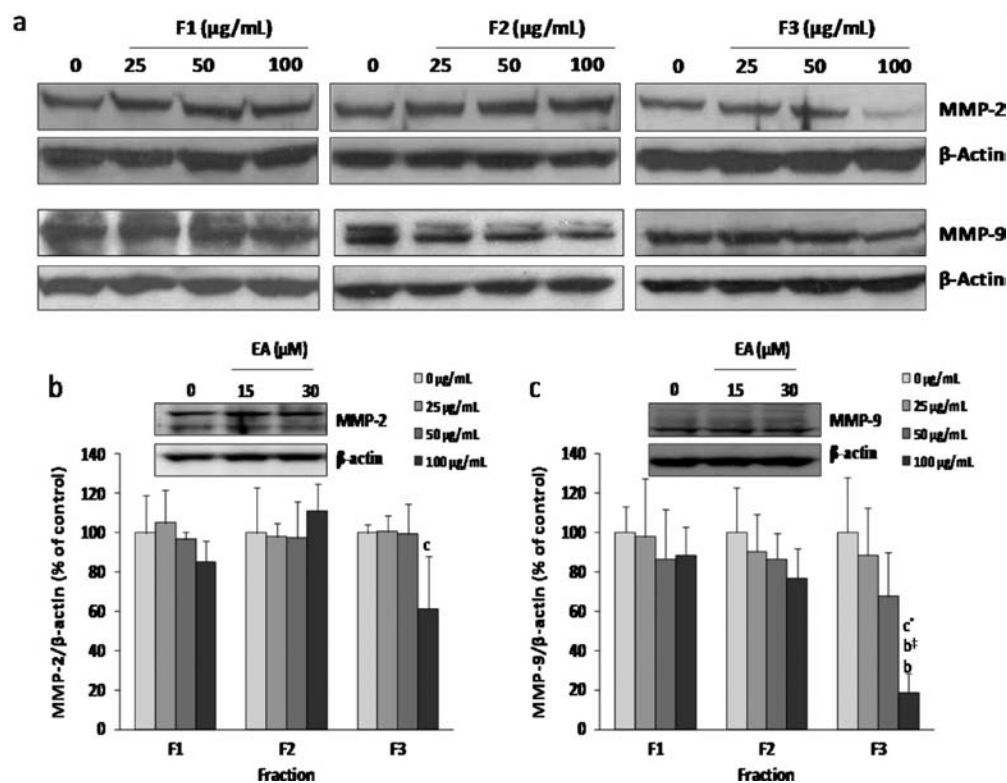 a
F1 (µg/mL) F2 (µg/mL) F3 (µg/mL)
0 25 50 100 0 25 50 100 0 25 50 100
MMP-2
β-Actin
MMP-9
β-Actin
b
EA (µM)
0 15 30
MMP-2
β-actin
0 µg/mL
25 µg/mL
50 µg/mL
100 µg/mL
MMP-2/β-actin (% of control)
140
120
100
80
60
40
20
0
c
F1 F2 F3
Fraction
c
EA (µM)
0 15 30
MMP-9
β-actin
0 µg/mL
25 µg/mL
50 µg/mL
100 µg/mL
MMP-9/β-actin (% of control)
140
120
100
80
60
40
20
0
c*
b‡
b
F1 F2 F3
Fraction